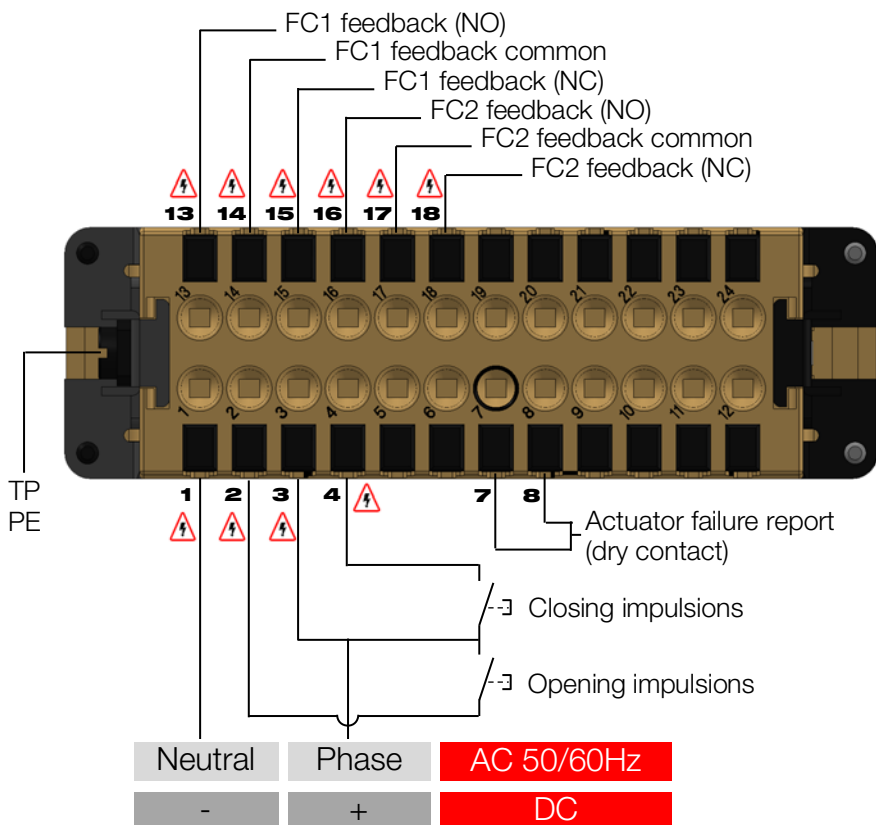 FC1 feedback (NO)
FC1 feedback common
FC1 feedback (NC)
FC2 feedback (NO)
FC2 feedback common
FC2 feedback (NC)
13 14 15 16 17 18
13 14 15 16 17 18 19 20 21 22 23 24
1 2 3 4 5 6 7 8 9 10 11 12
1 2 3 4 7 8
TP
PE
Actuator failure report
(dry contact)
Closing impulsions
Opening impulsions
Neutral Phase AC 50/60Hz
- + DC